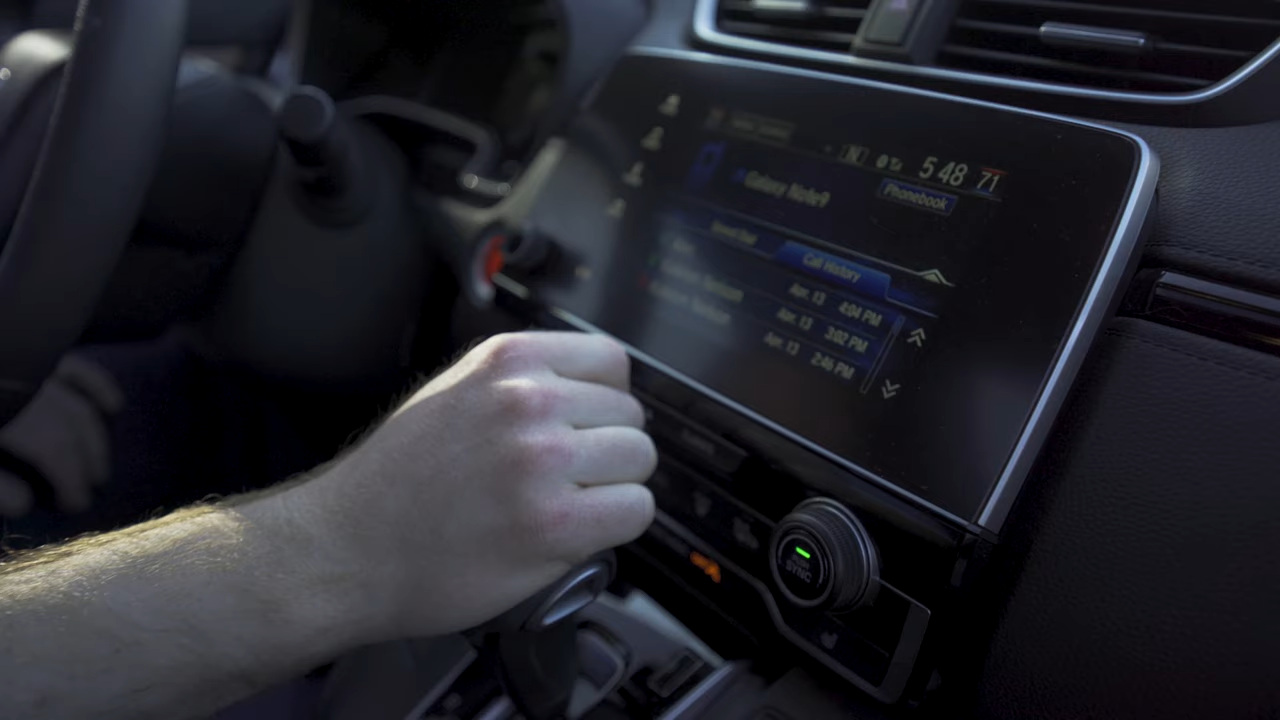 5 48 71
Galaxy Note9
Phonebook
Call History
Apr. 13 4:04 PM
Apr. 13 3:02 PM
Apr. 13 2:46 PM
PUSH
SYNC